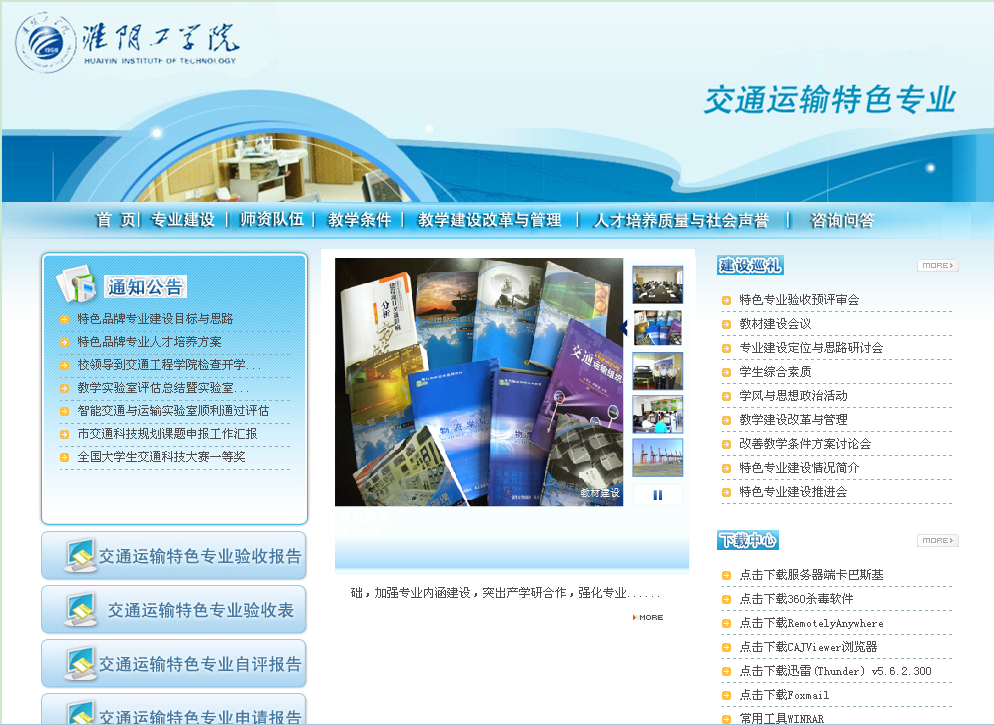 淮阴工学院
HUAIYIN INSTITUTE OF TECHNOLOGY
1958
交通运输特色专业
首 页| 专业建设 | 师资队伍 | 教学条件 | 教学建设改革与管理 | 人才培养质量与社会声誉 | 咨询问答
通知公告
特色品牌专业建设目标与思路
特色品牌专业人才培养方案
校领导到交通工程学院检查开学...
教学实验室评估总结暨实验室...
智能交通与运输实验室顺利通过评估
市交通科技规划课题申报工作汇报
全国大学生交通科技大赛一等奖
交通运输特色专业验收报告
交通运输特色专业验收表
交通运输特色专业自评报告
交通运输特色专业申请报告
分析
交通运输组织
物流学
物流
教材建设
础，加强专业内涵建设，突出产学研合作，强化专业......
MORE
建设巡礼
MORE
特色专业验收预评审会
教材建设会议
专业建设定位与思路研讨会
学生综合素质
学风与思想政治活动
教学建设改革与管理
改善教学条件方案讨论会
特色专业建设情况简介
特色专业建设推进会
下载中心
MORE
点击下载服务器端卡巴斯基
点击下载360杀毒软件
点击下载RemotelyAnywhere
点击下载CAJViewer浏览器
点击下载迅雷(Thunder) v5.6.2.300
点击下载Foxmail
常用工具WINRAR